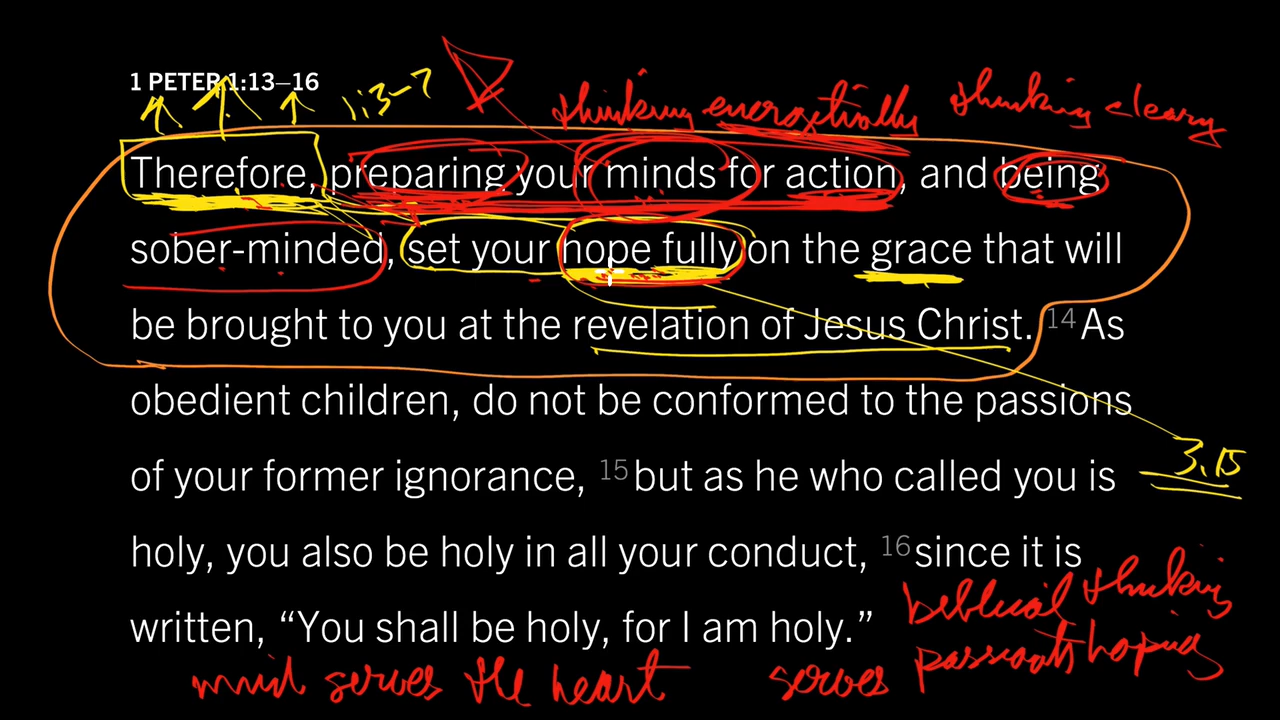 1 PETER 1:13–16
1:3-7
thinking energetically thinking clearly
Therefore, preparing your minds for action, and being
sober-minded, set your hope fully on the grace that will
be brought to you at the revelation of Jesus Christ. 14 As
obedient children, do not be conformed to the passions
of your former ignorance, 15 but as he who called you is
3.15
holy, you also be holy in all your conduct, 16 since it is
written, “You shall be holy, for I am holy.”
biblical thinking
mind serves the heart serves hoping